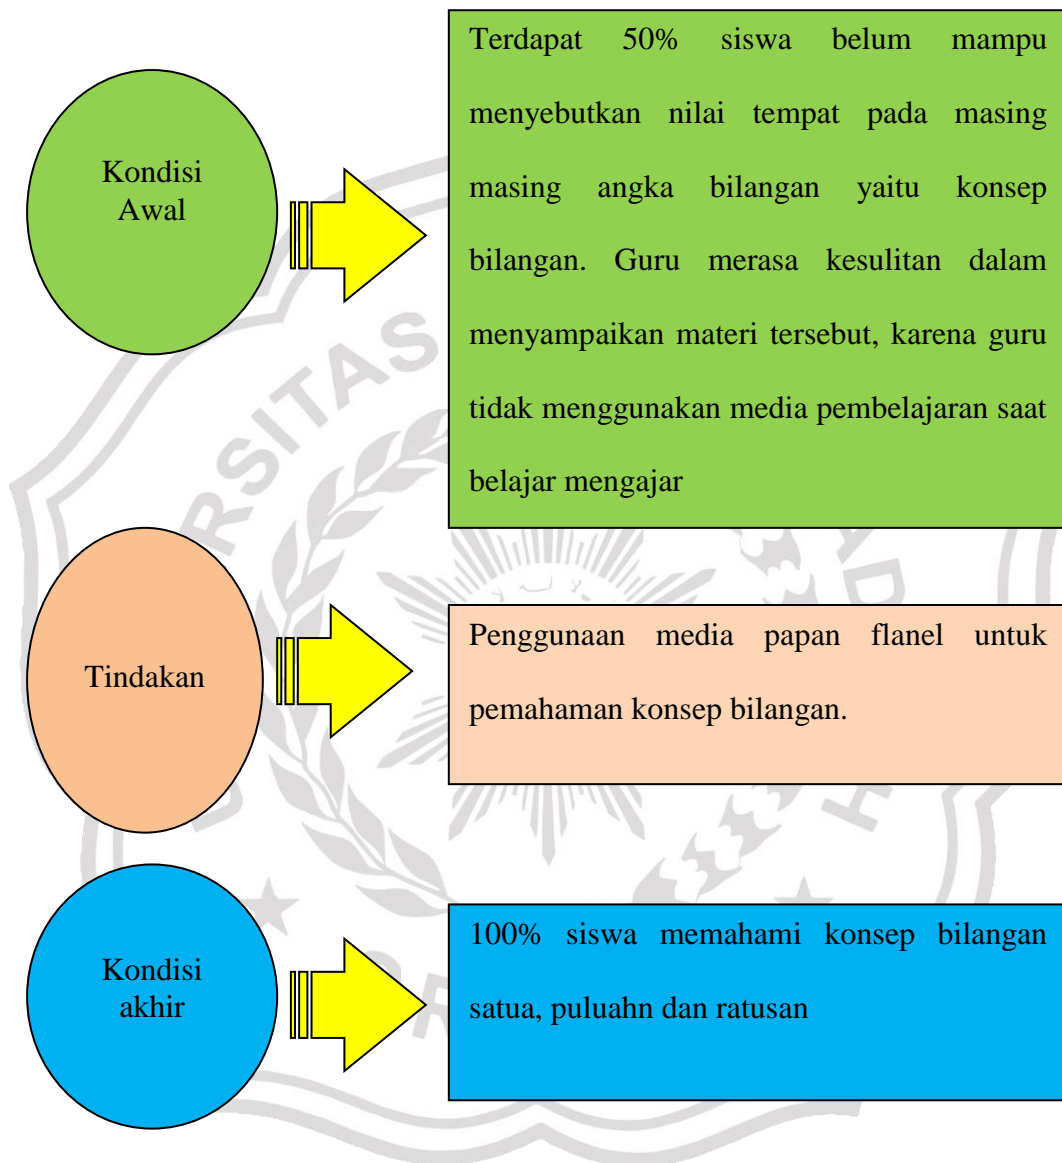 Kondisi
Awal
Terdapat 50% siswa belum mampu
menyebutkan nilai tempat pada masing
masing angka bilangan yaitu konsep
bilangan. Guru merasa kesulitan dalam
menyampaikan materi tersebut, karena guru
tidak menggunakan media pembelajaran saat
belajar mengajar
Tindakan
Penggunaan media papan flanel untuk
pemahaman konsep bilangan.
Kondisi
akhir
100% siswa memahami konsep bilangan
satua, puluahn dan ratusan
RSITAS